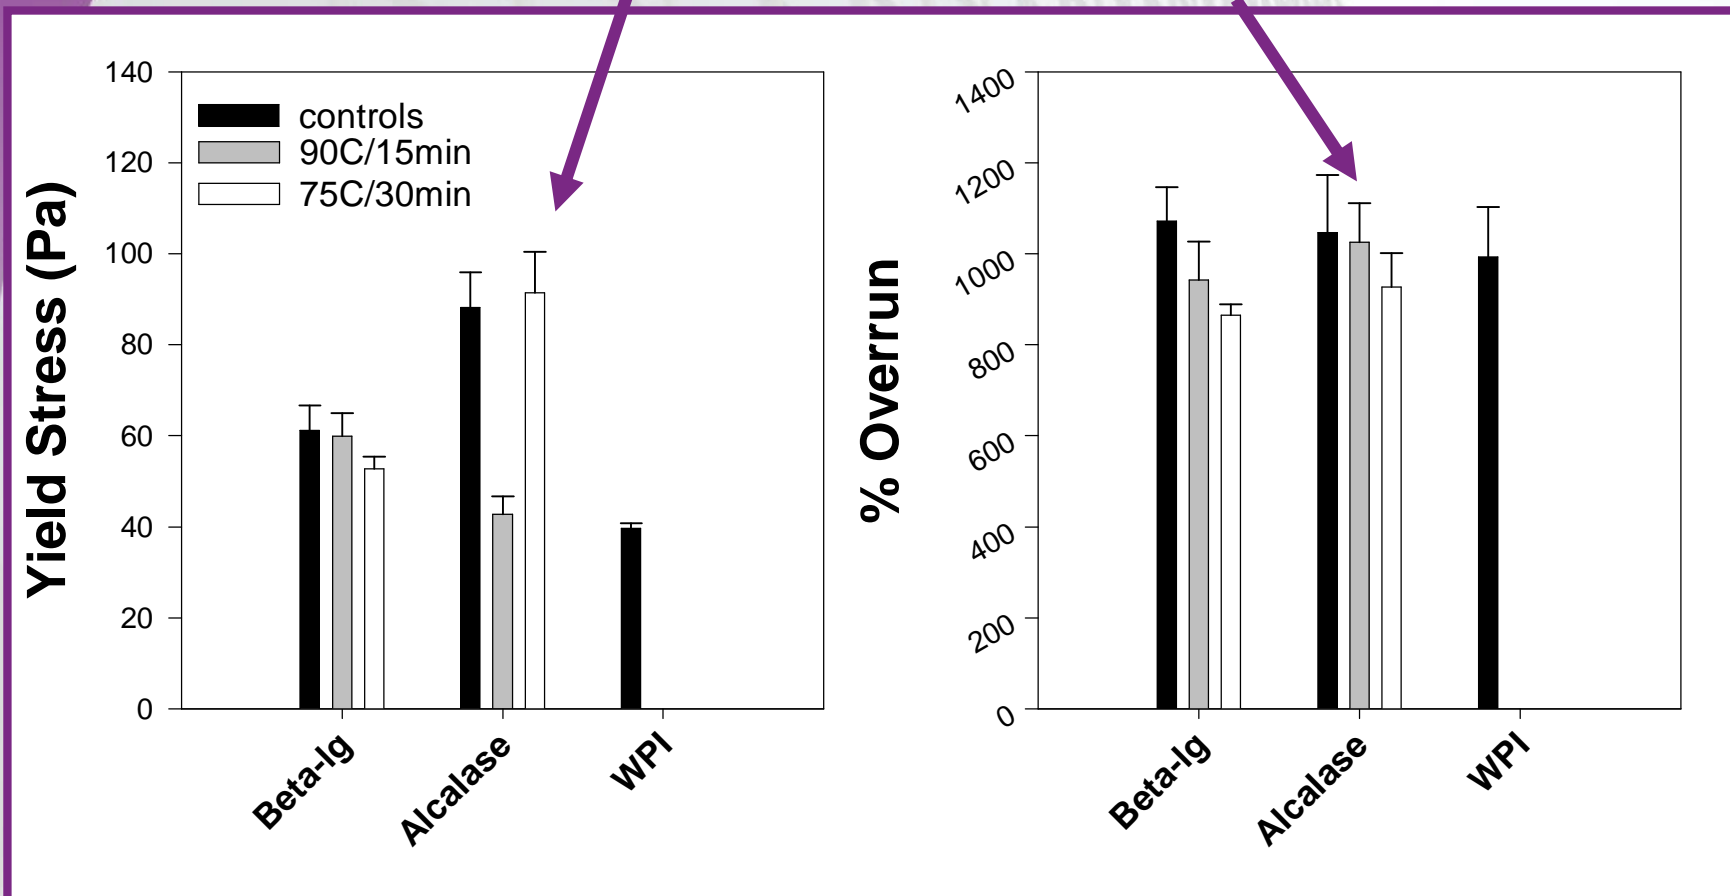 140
120
100
80
60
40
20
0
Yield Stress (Pa)
controls
90C/15min
75C/30min
Beta-lg
Alcalase
WPI
1400
1200
1000
800
600
400
200
0
% Overrun
Beta-lg
Alcalase
WPI